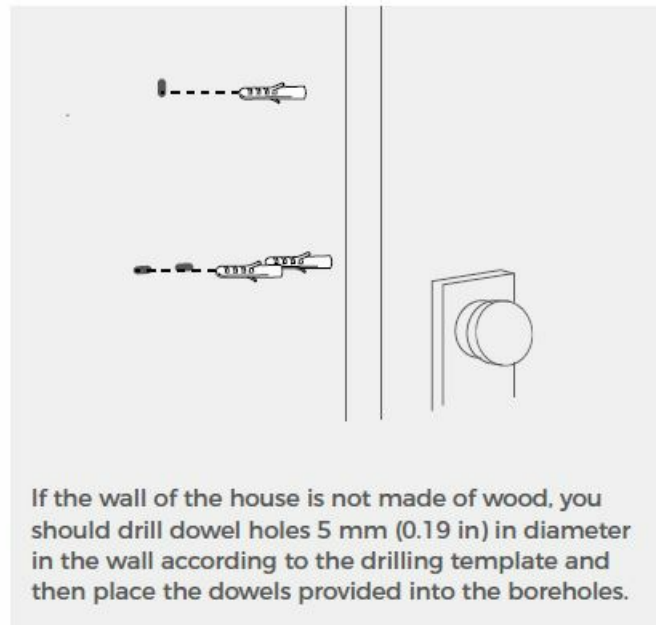 If the wall of the house is not made of wood, you
should drill dowel holes 5 mm (0.19 in) in diameter
in the wall according to the drilling template and
then place the dowels provided into the boreholes.